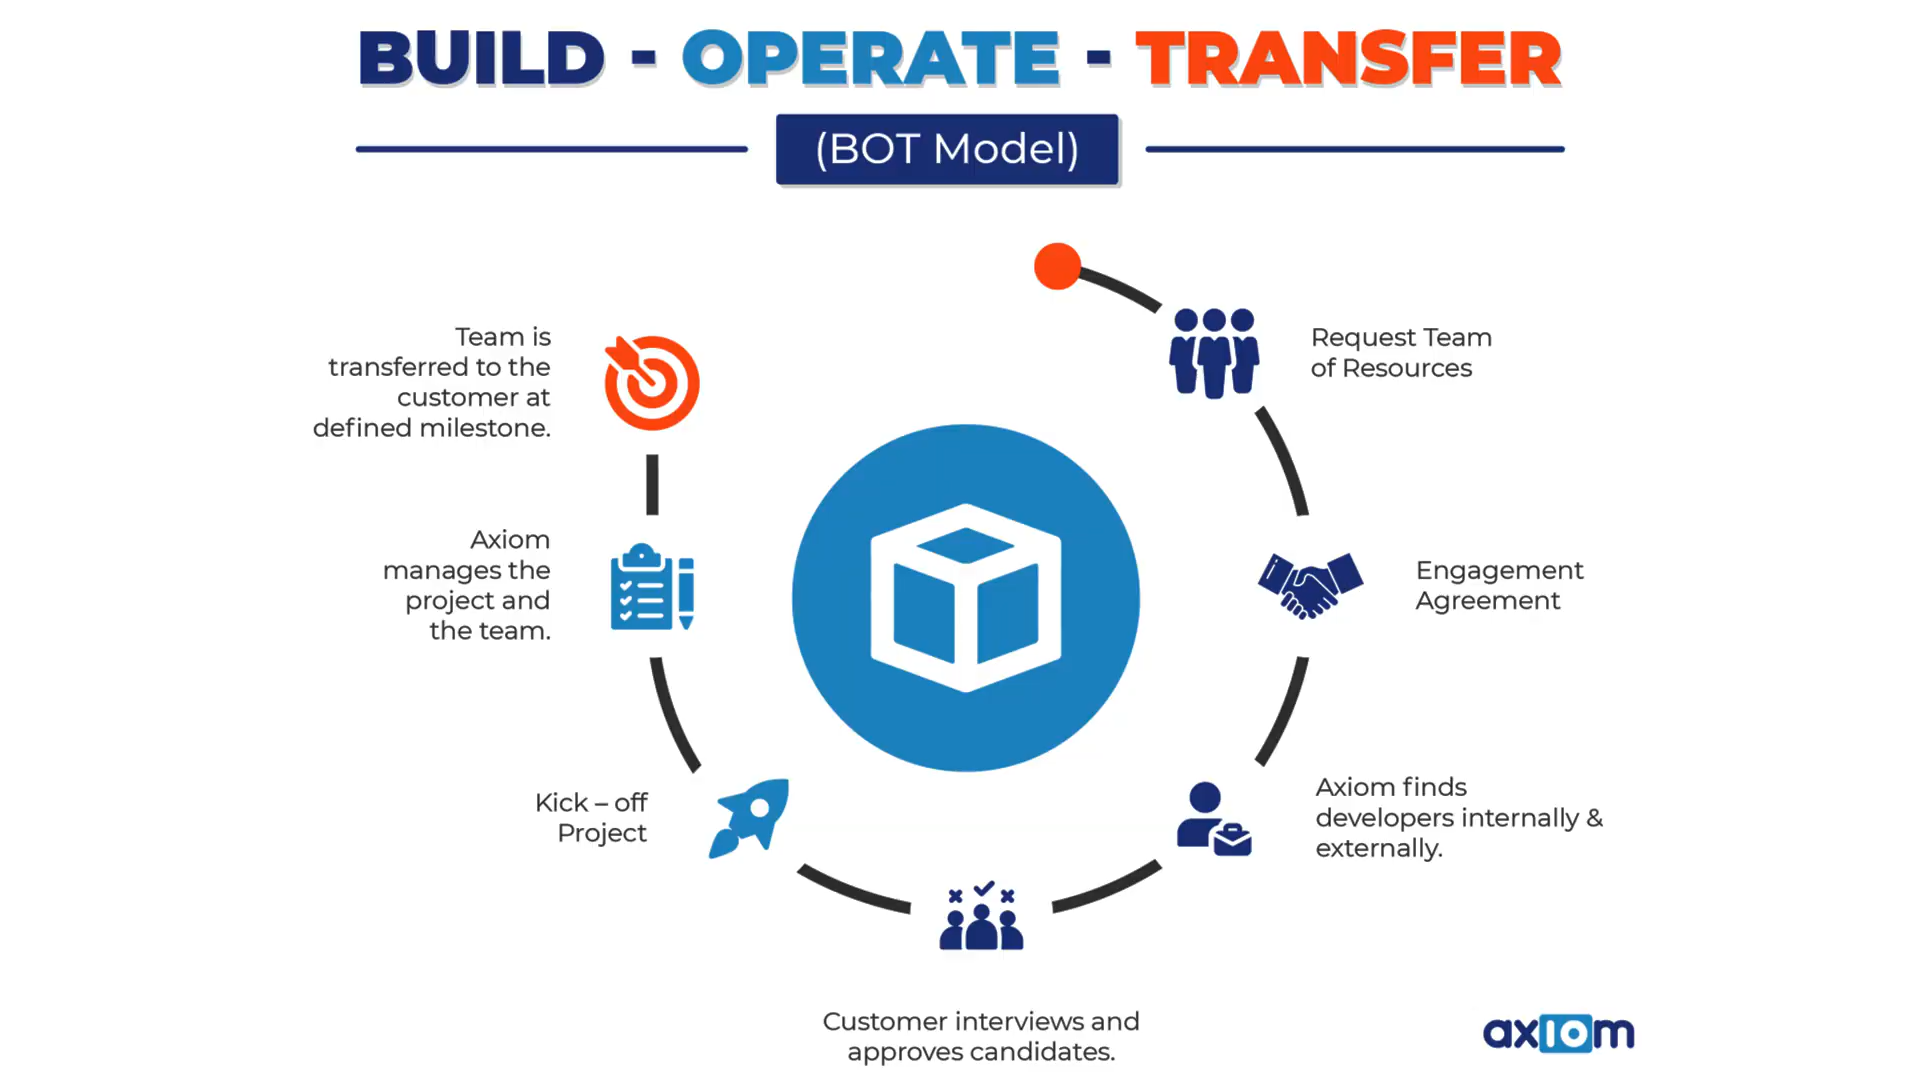 BUILD - OPERATE - TRANSFER
(BOT Model)
Request Team
of Resources
Engagement
Agreement
Axiom finds
developers internally &
externally.
Customer interviews and
approves candidates.
Kick – off
Project
Axiom
manages the
project and
the team.
Team is
transferred to the
customer at
defined milestone.
axiom